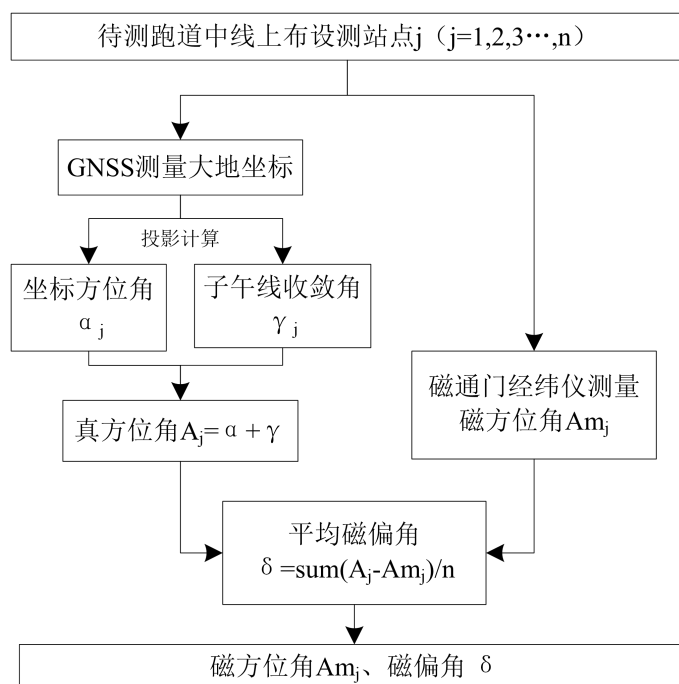 待测跑道中线上布设测站点j（j=1,2,3…,n）
GNSS测量大地坐标
投影计算
坐标方位角
αj
子午线收敛角
γj
磁通门经纬仪测量
磁方位角Amj
真方位角Aj=α+γ
平均磁偏角
δ=sum(Aj-Amj)/n
磁方位角Amj、磁偏角 δ